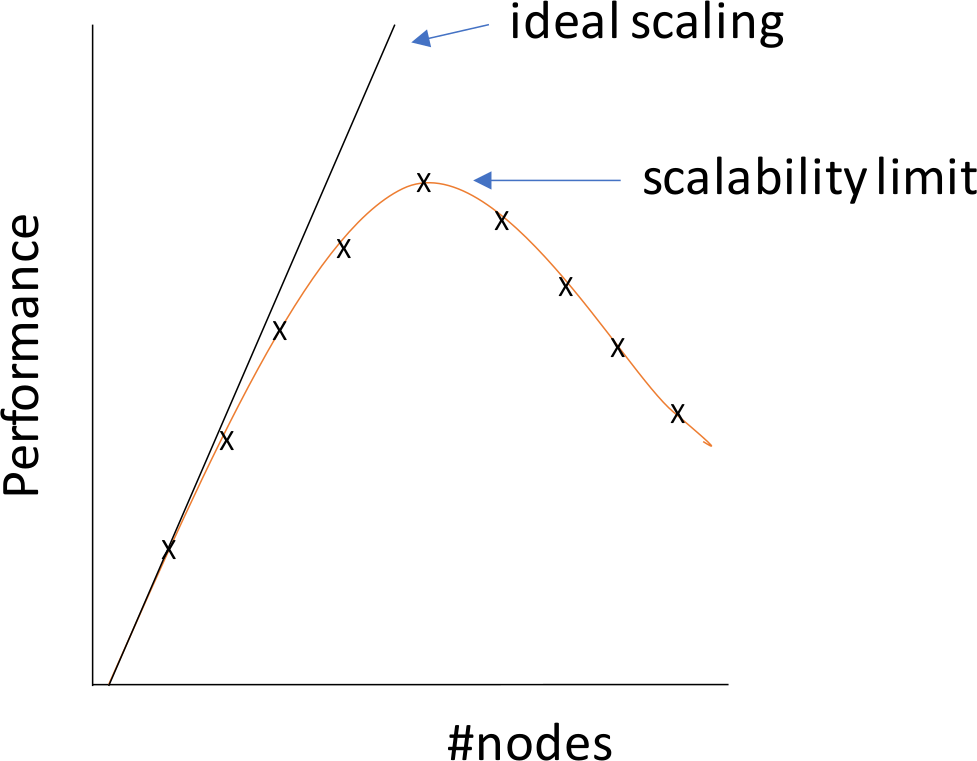 ideal scaling
scalability limit
Performance
X
X
X
X
X
X
X
X
X
#nodes